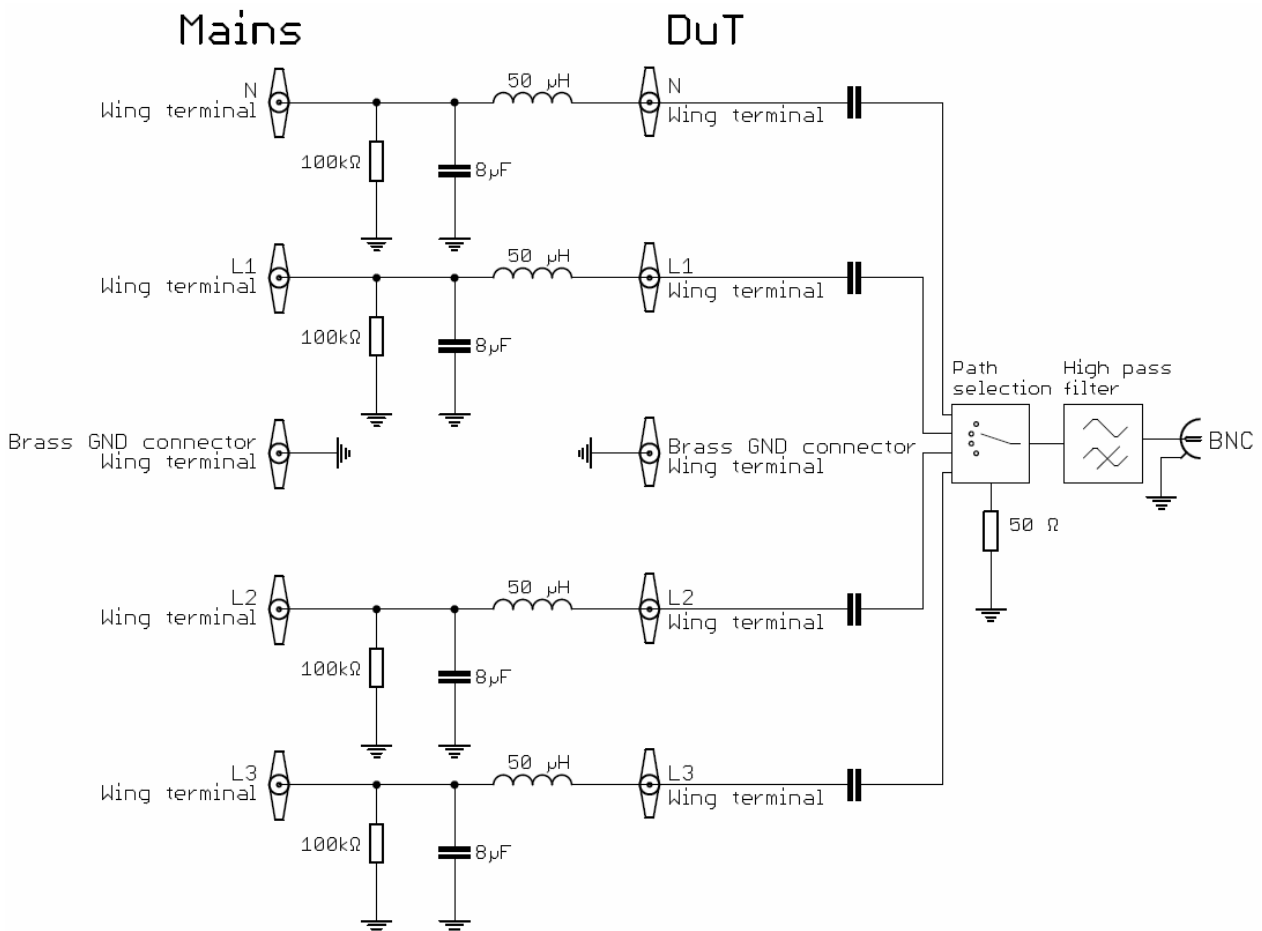 Mains
DuT
50 µH
N
Wing terminal
N
Wing terminal
100kΩ
8µF
50 µH
L1
Wing terminal
L1
Wing terminal
100kΩ
8µF
Path
selection
High pass
filter
Brass GND connector
Wing terminal
Brass GND connector
Wing terminal
BNC
50 Ω
50 µH
L2
Wing terminal
L2
Wing terminal
100kΩ
8µF
50 µH
L3
Wing terminal
L3
Wing terminal
100kΩ
8µF